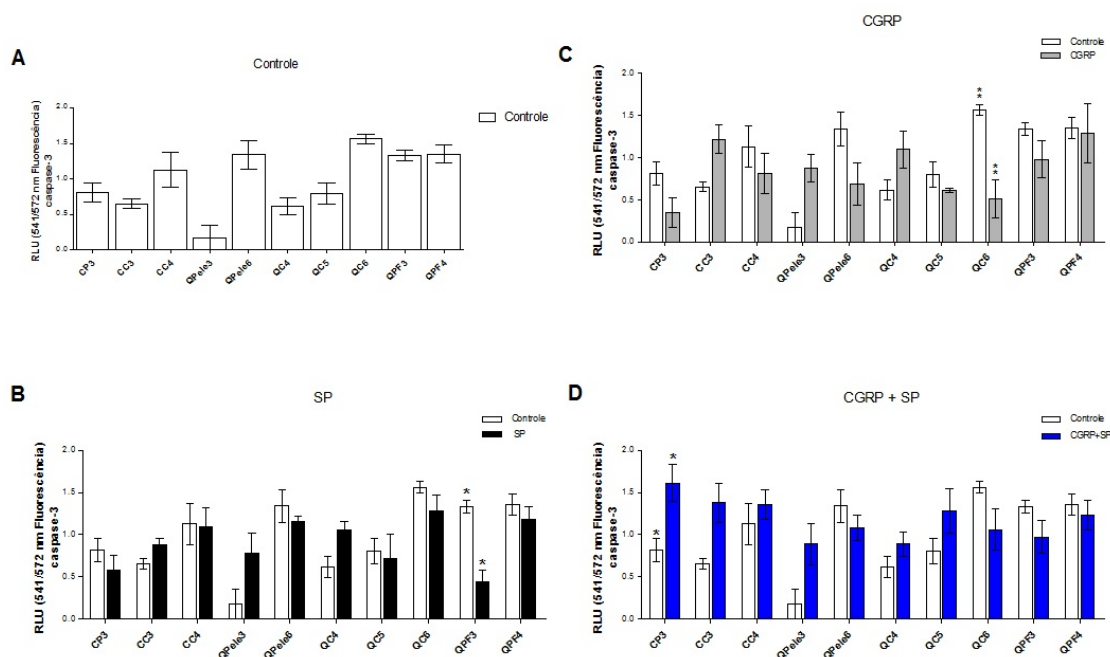 A
Controle
RLU (541/572 nm Fluorescência)
caspase-3
2.0
1.5
1.0
0.5
0.0
CP3
CC3
CC4
QPele3
QPele6
QC4
QC5
QC6
QPF3
QPF4
Controle
C
CGRP
Controle
CGRP
RLU (541/572 nm Fluorescência)
caspase-3
2.0
1.5
1.0
0.5
0.0
**
**
CP3
CC3
CC4
QPele3
QPele6
QC4
QC5
QC6
QPF3
QPF4
B
SP
Controle
SP
RLU (541/572 nm Fluorescência)
caspase-3
2.0
1.5
1.0
0.5
0.0
*
*
CP3
CC3
CC4
QPele3
QPele6
QC4
QC5
QC6
QPF3
QPF4
D
CGRP + SP
Controle
CGRP+SP
RLU (541/572 nm Fluorescência)
caspase-3
2.0
1.5
1.0
0.5
0.0
*
*
CP3
CC3
CC4
QPele3
QPele6
QC4
QC5
QC6
QPF3
QPF4